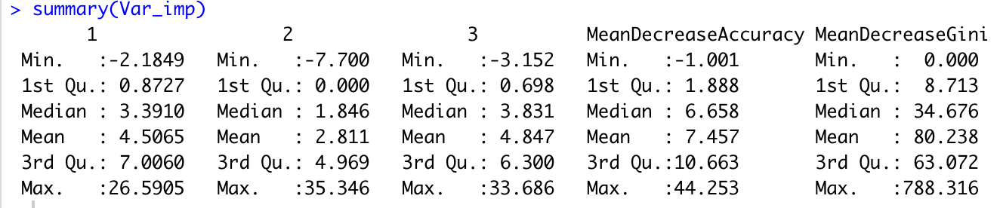 > summary(Var_imp)
       1                 2                3          MeanDecreaseAccuracy MeanDecreaseGini
 Min.   :-2.1849   Min.   :-7.700   Min.   :-3.152   Min.   :-1.001       Min.   :  0.000
 1st Qu.: 0.8727   1st Qu.: 0.000   1st Qu.: 0.698   1st Qu.: 1.888       1st Qu.:  8.713
 Median : 3.3910   Median : 1.846   Median : 3.831   Median : 6.658       Median : 34.676
 Mean   : 4.5065   Mean   : 2.811   Mean   : 4.847   Mean   : 7.457       Mean   : 80.238
 3rd Qu.: 7.0060   3rd Qu.: 4.969   3rd Qu.: 6.300   3rd Qu.:10.663       3rd Qu.: 63.072
 Max.   :26.5905   Max.   :35.346   Max.   :33.686   Max.   :44.253       Max.   :788.316